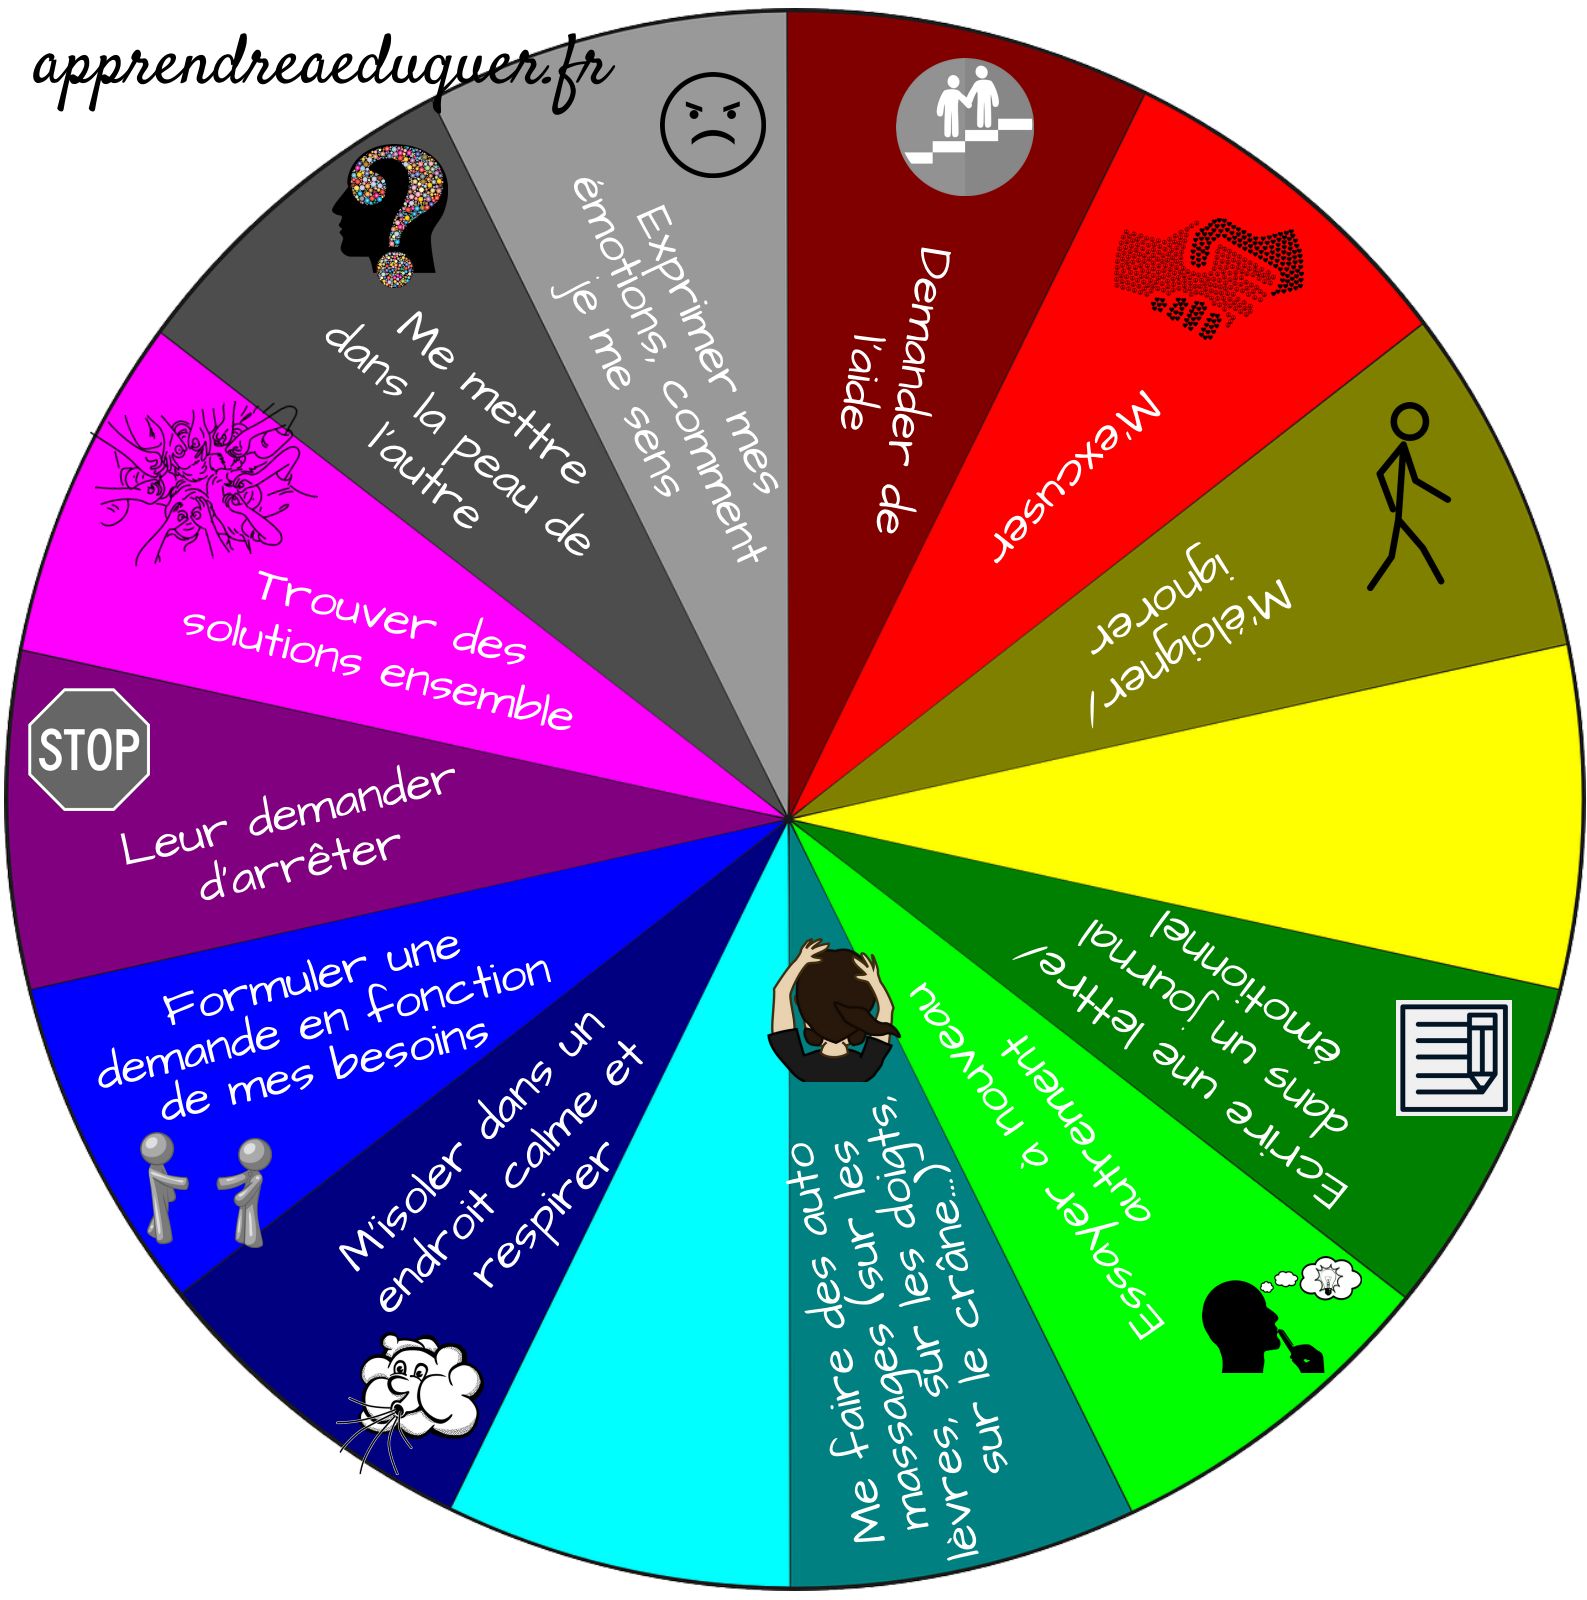 apprendreaeduquer.fr
Demander de
l'aide
M'excuser
M'éloigner/
ignorer
Ecrire une lettre/
dans un journal
émotionnel
Essayer à nouveau
autrement
Me faire des auto
massages (sur les
lèvres, sur les doigts,
sur le crâne...)
M'isoler dans un
endroit calme et
respirer
Formuler une
demande en fonction
de mes besoins
Leur demander
d'arrêter
STOP
Trouver des
solutions ensemble
Me mettre
dans la peau de
l'autre
Exprimer mes
émotions, comment
je me sens